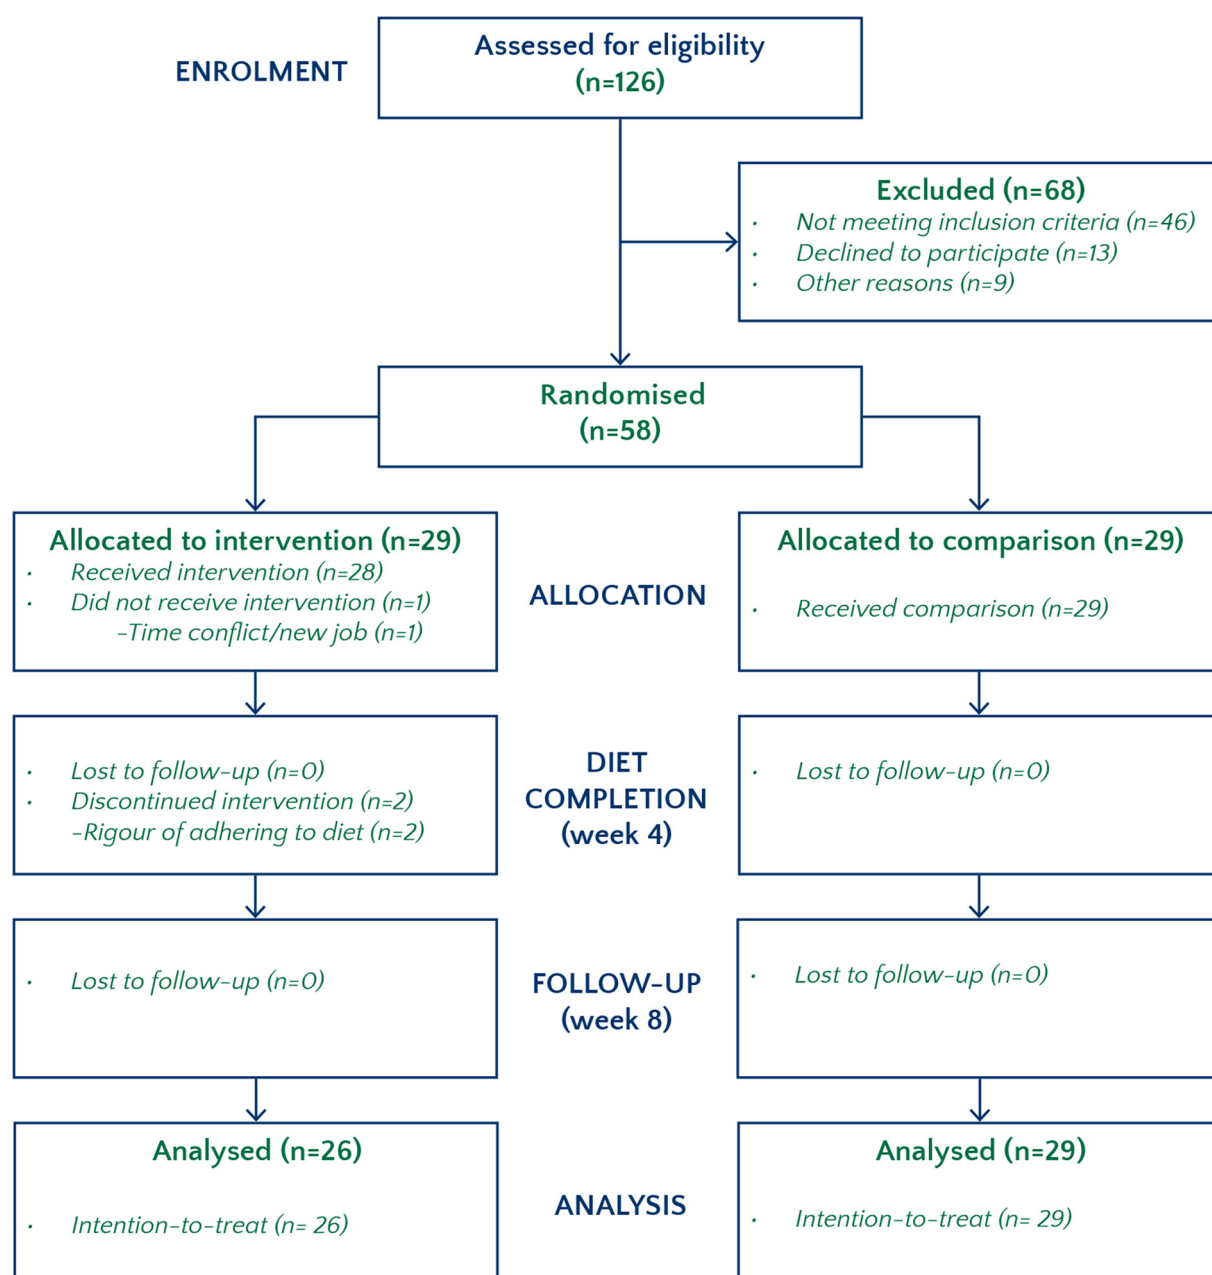 ENROLMENT
Assessed for eligibility
(n=126)
Excluded (n=68)
· Not meeting inclusion criteria (n=46)
· Declined to participate (n=13)
· Other reasons (n=9)
Randomised
(n=58)
Allocated to intervention (n=29)
· Received intervention (n=28)
· Did not receive intervention (n=1)
-Time conflict/new job (n=1)
ALLOCATION
Allocated to comparison (n=29)
· Received comparison (n=29)
· Lost to follow-up (n=0)
· Discontinued intervention (n=2)
-Rigour of adhering to diet (n=2)
DIET
COMPLETION
(week 4)
· Lost to follow-up (n=0)
· Lost to follow-up (n=0)
FOLLOW-UP
(week 8)
· Lost to follow-up (n=0)
Analysed (n=26)
· Intention-to-treat (n= 26)
ANALYSIS
Analysed (n=29)
· Intention-to-treat (n= 29)